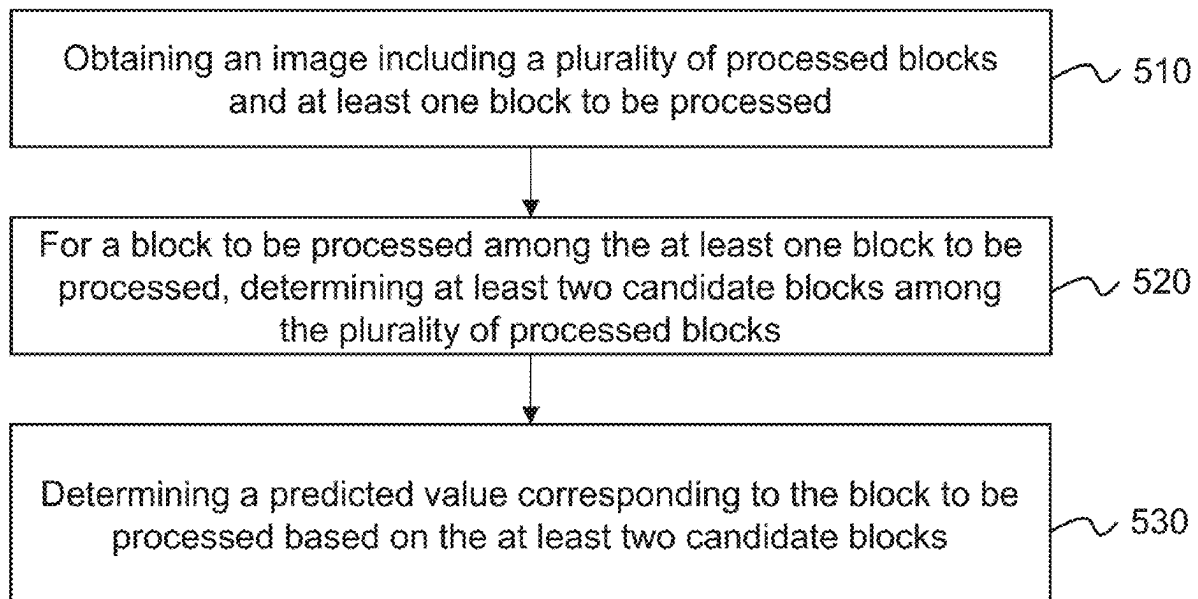 Obtaining an image including a plurality of processed blocks
and at least one block to be processed
510
For a block to be processed among the at least one block to be
processed, determining at least two candidate blocks among
the plurality of processed blocks
520
Determining a predicted value corresponding to the block to be
processed based on the at least two candidate blocks
530